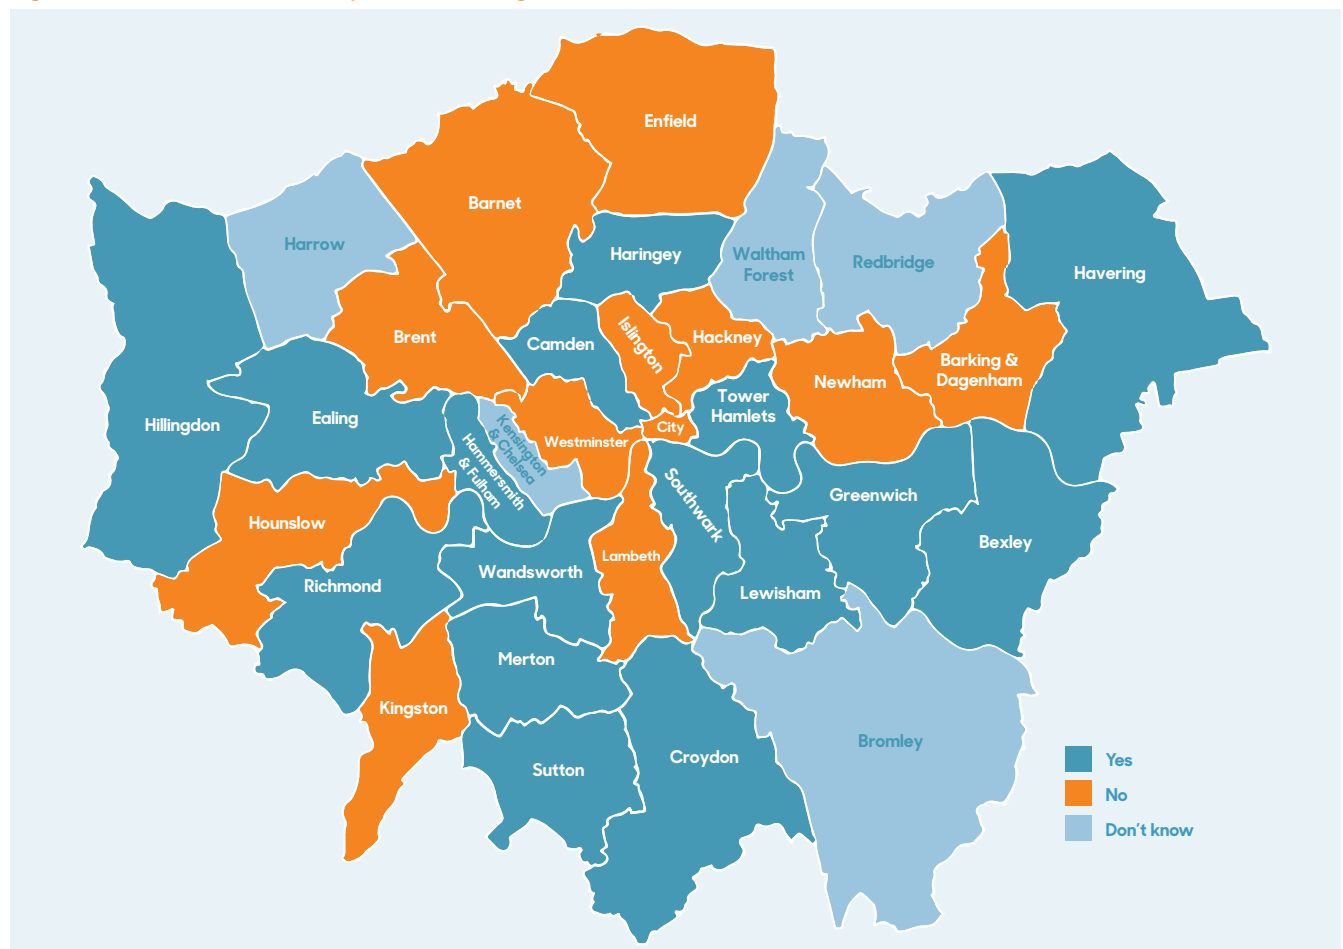 Enfield
Barnet
Harrow
Haringey
Waltham
Forest
Redbridge
Havering
Brent
Camden
Islington
Hackney
Newham
Barking &
Dagenham
Hillingdon
Ealing
Tower
Hamlets
City
Westminster
Kensington
& Chelsea
Hammersmith
& Fulham
Southwark
Greenwich
Hounslow
Bexley
Lambeth
Richmond
Wandsworth
Lewisham
Merton
Kingston
Bromley
Croydon
Sutton
Yes
No
Don't know